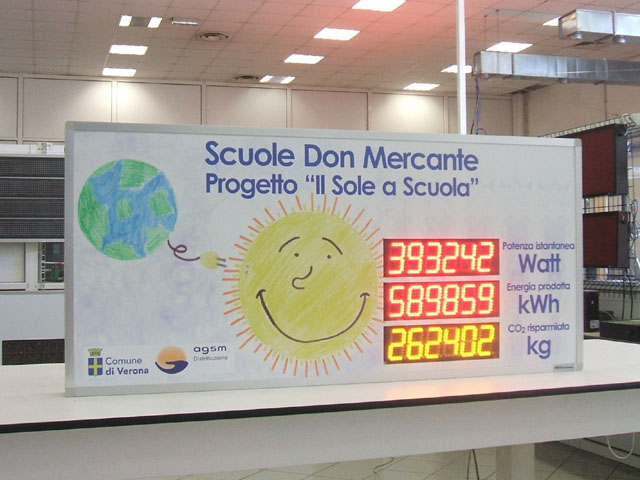 Scuole Don Mercante
Progetto "Il Sole a Scuola"
393242
Potenza istantanea
Watt
589859
Energia prodotta
kWh
262402
CO₂ risparmiata
kg
Comune
di Verona
agsm
Distribuzione